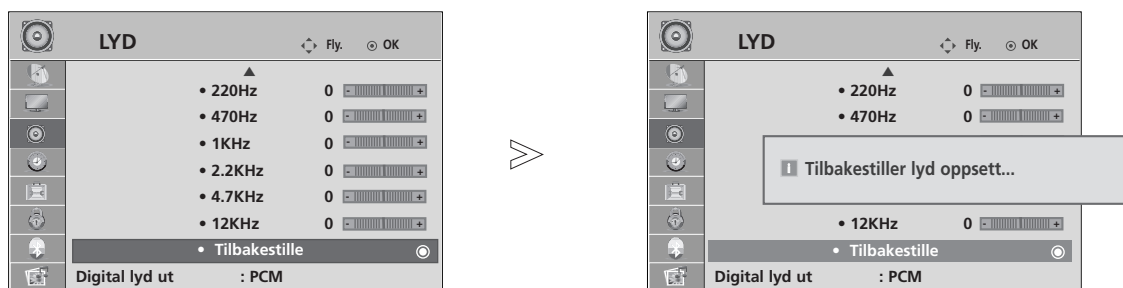 LYD Fly. OK
• 220Hz 0 - +
• 470Hz 0 - +
• 1KHz 0 - +
• 2.2KHz 0 - +
• 4.7KHz 0 - +
• 12KHz 0 - +
• Tilbakestille
Digital lyd ut : PCM
LYD Fly. OK
• 220Hz 0 - +
• 470Hz 0 - +
Tilbakestiller lyd oppsett...
• 12KHz 0 - +
• Tilbakestille
Digital lyd ut : PCM